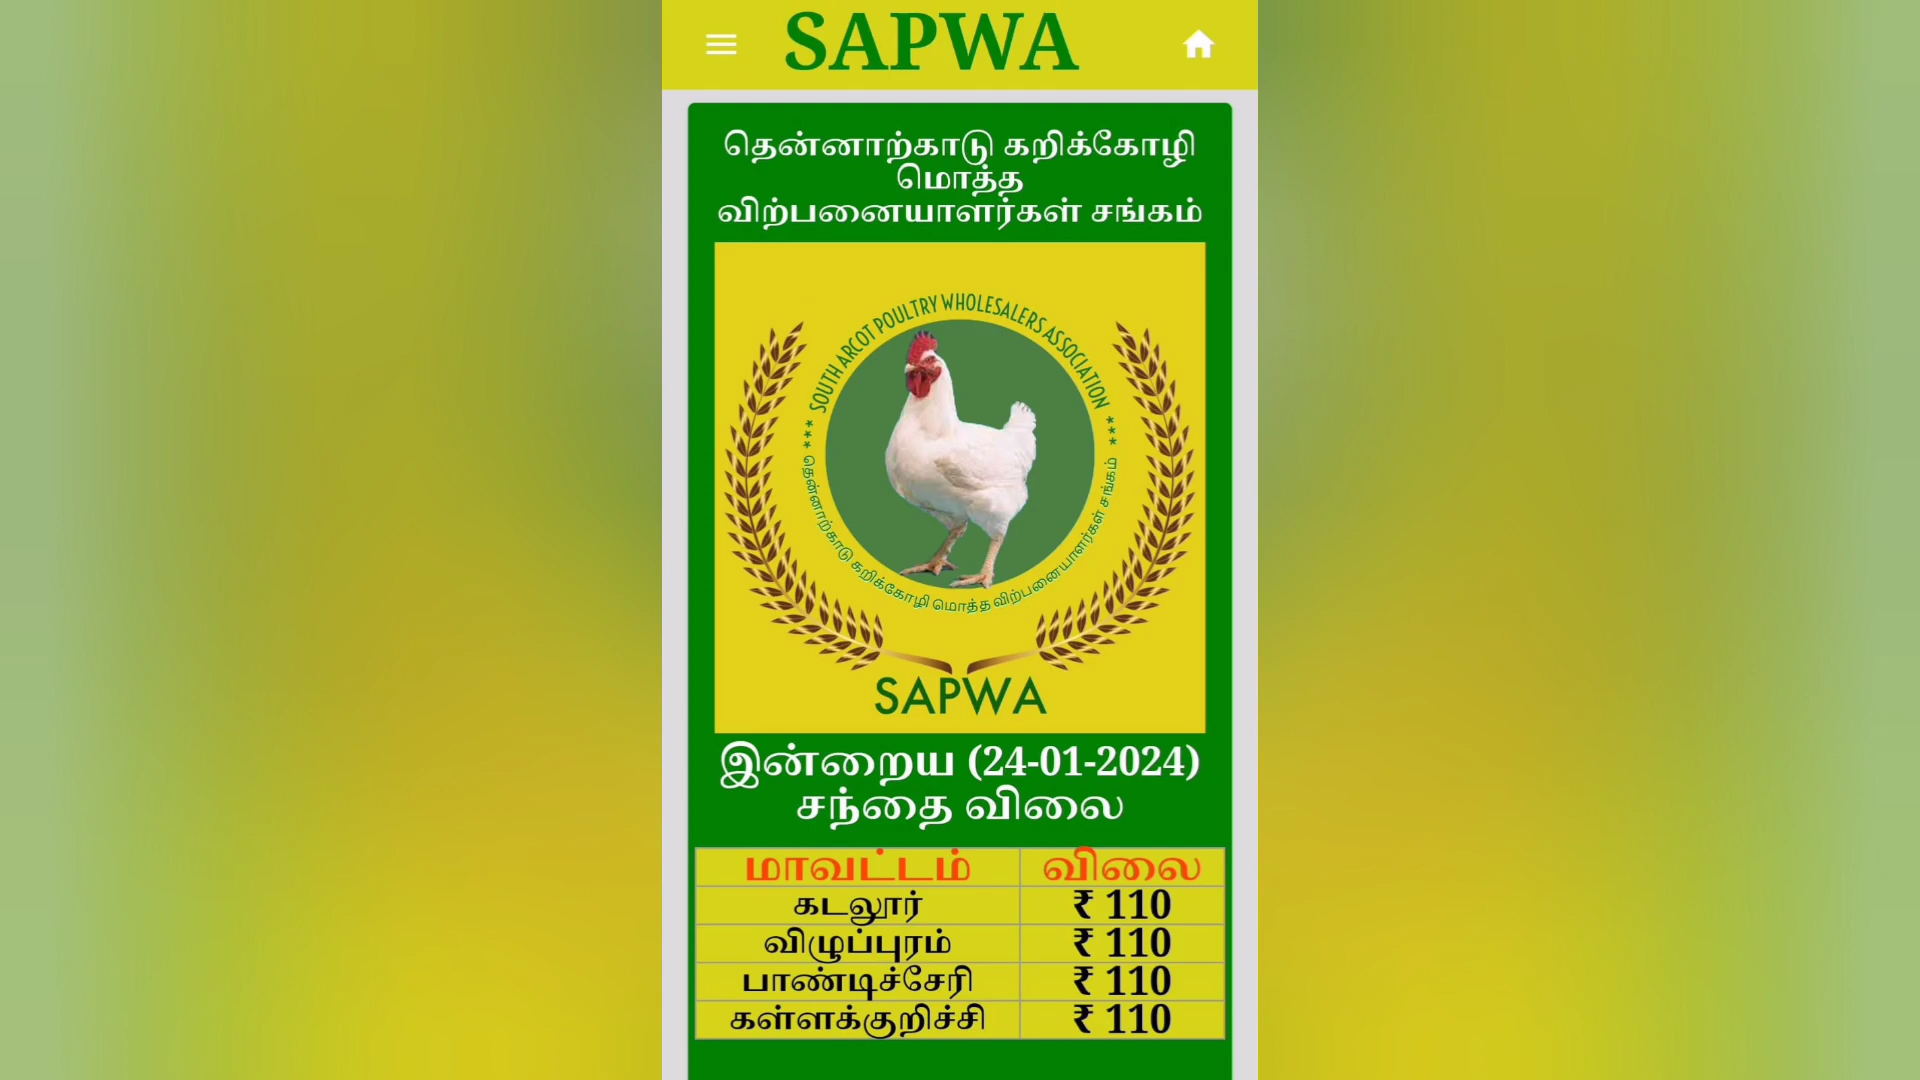 SAPWA
தென்னாற்காடு கறிக்கோழி
மொத்த
விற்பனையாளர்கள் சங்கம்
*** SOUTH ARCOT POULTRY WHOLESALERS ASSOCIATION ***
தென்னாற்காடு கறிக்கோழி மொத்த விற்பனையாளர்கள் சங்கம்
SAPWA
இன்றைய (24-01-2024)
சந்தை விலை
மாவட்டம் விலை
கடலூர் ₹ 110
விழுப்புரம் ₹ 110
பாண்டிச்சேரி ₹ 110
கள்ளக்குறிச்சி ₹ 110